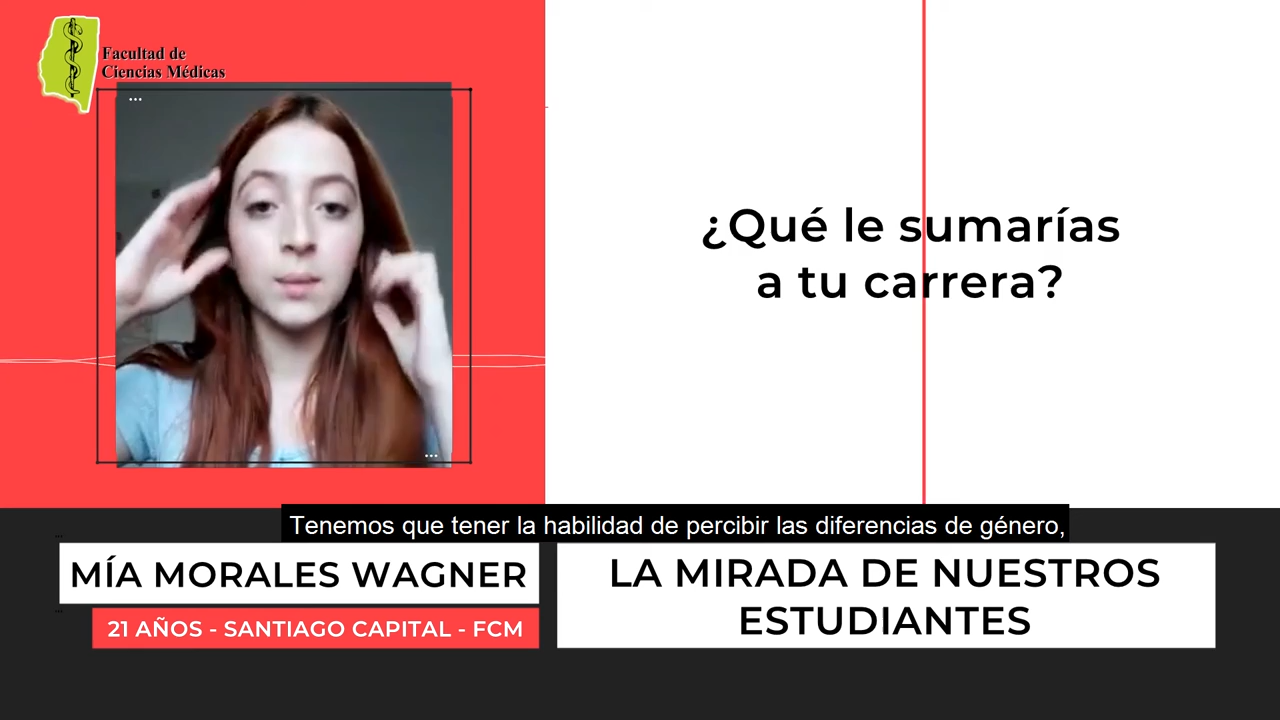 Facultad de
Ciencias Médicas
¿Qué le sumarías
a tu carrera?
Tenemos que tener la habilidad de percibir las diferencias de género,
MÍA MORALES WAGNER
21 AÑOS - SANTIAGO CAPITAL - FCM
LA MIRADA DE NUESTROS
ESTUDIANTES